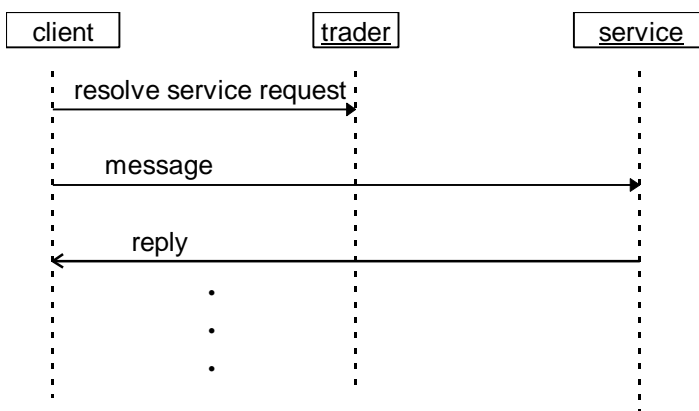 client
trader
service
resolve service request
message
reply